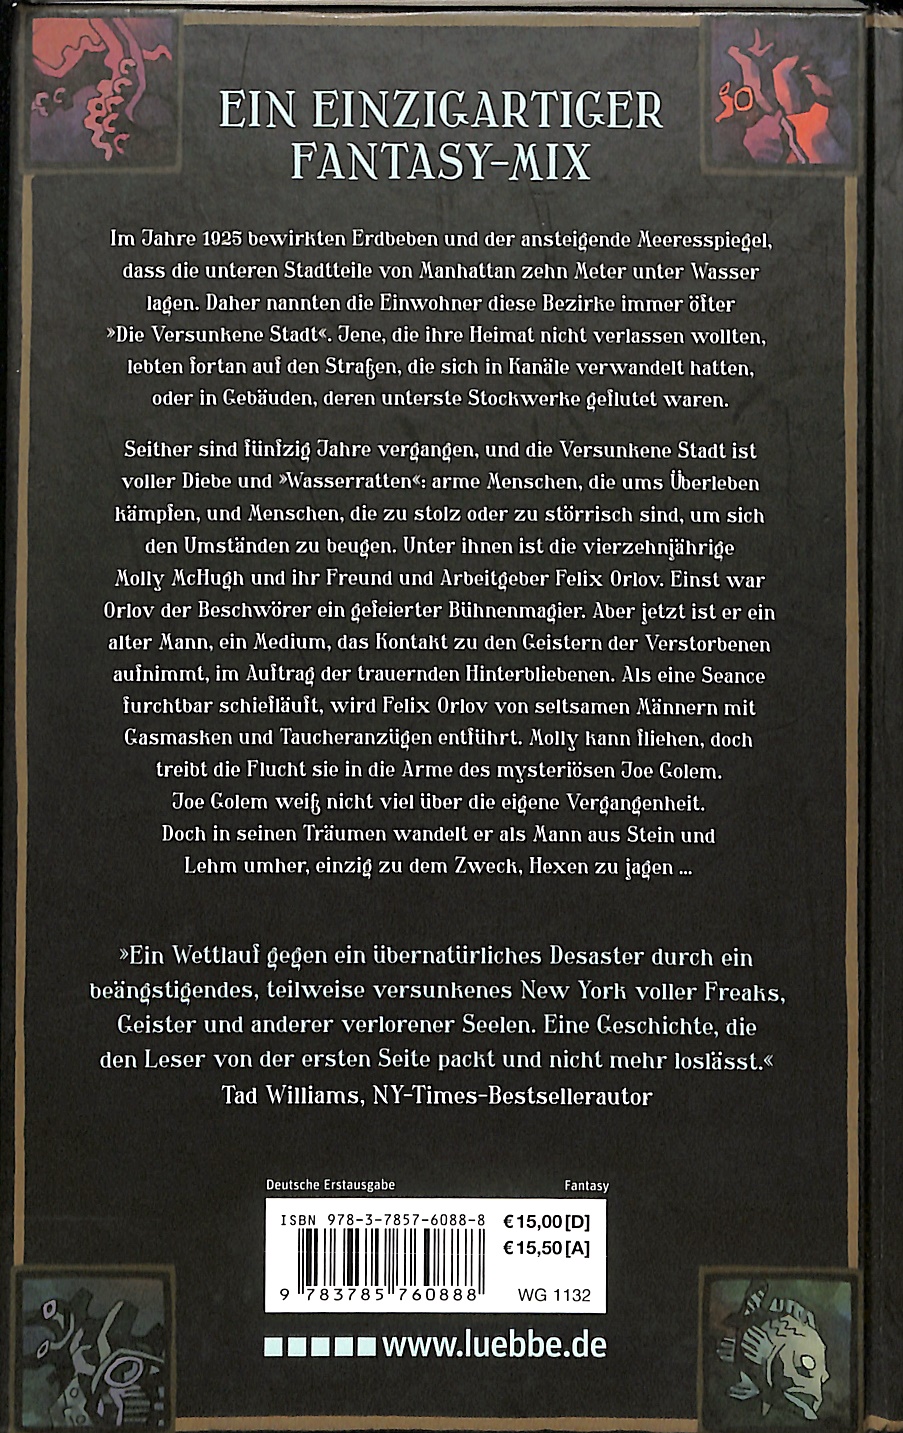 EIN EINZIGARTIGER
FANTASY-MIX
Im Jahre 1925 bewirkten Erdbeben und der ansteigende Meeresspiegel,
dass die unteren Stadtteile von Manhattan zehn Meter unter Wasser
lagen. Daher nannten die Einwohner diese Bezirke immer öfter
»Die Versunkene Stadt«. Jene, die ihre Heimat nicht verlassen wollten,
lebten fortan auf den Straßen, die sich in Kanäle verwandelt hatten,
oder in Gebäuden, deren unterste Stockwerke geflutet waren.
Seither sind fünfzig Jahre vergangen, und die Versunkene Stadt ist
voller Diebe und »Wasserratten«: arme Menschen, die ums Überleben
kämpfen, und Menschen, die zu stolz oder zu störrisch sind, um sich
den Umständen zu beugen. Unter ihnen ist die vierzehnjährige
Molly McHugh und ihr Freund und Arbeitgeber Felix Orlov. Einst war
Orlov der Beschwörer ein gefeierter Bühnenmagier. Aber jetzt ist er ein
alter Mann, ein Medium, das Kontakt zu den Geistern der Verstorbenen
aufnimmt, im Auftrag der trauernden Hinterbliebenen. Als eine Seance
furchtbar schiefläuft, wird Felix Orlov von seltsamen Männern mit
Gasmasken und Taucheranzügen entführt. Molly kann fliehen, doch
treibt die Flucht sie in die Arme des mysteriösen Joe Golem.
Joe Golem weiß nicht viel über die eigene Vergangenheit.
Doch in seinen Träumen wandelt er als Mann aus Stein und
Lehm umher, einzig zu dem Zweck, Hexen zu jagen ...
»Ein Wettlauf gegen ein übernatürliches Desaster durch ein
beängstigendes, teilweise versunkenes New York voller Freaks,
Geister und anderer verlorener Seelen. Eine Geschichte, die
den Leser von der ersten Seite packt und nicht mehr loslässt.«
Tad Williams, NY-Times-Bestsellerautor
Deutsche Erstausgabe Fantasy
ISBN 978-3-7857-6088-8 € 15,00 [D]
€ 15,50 [A]
9 783785 760888 WG 1132
www.luebbe.de